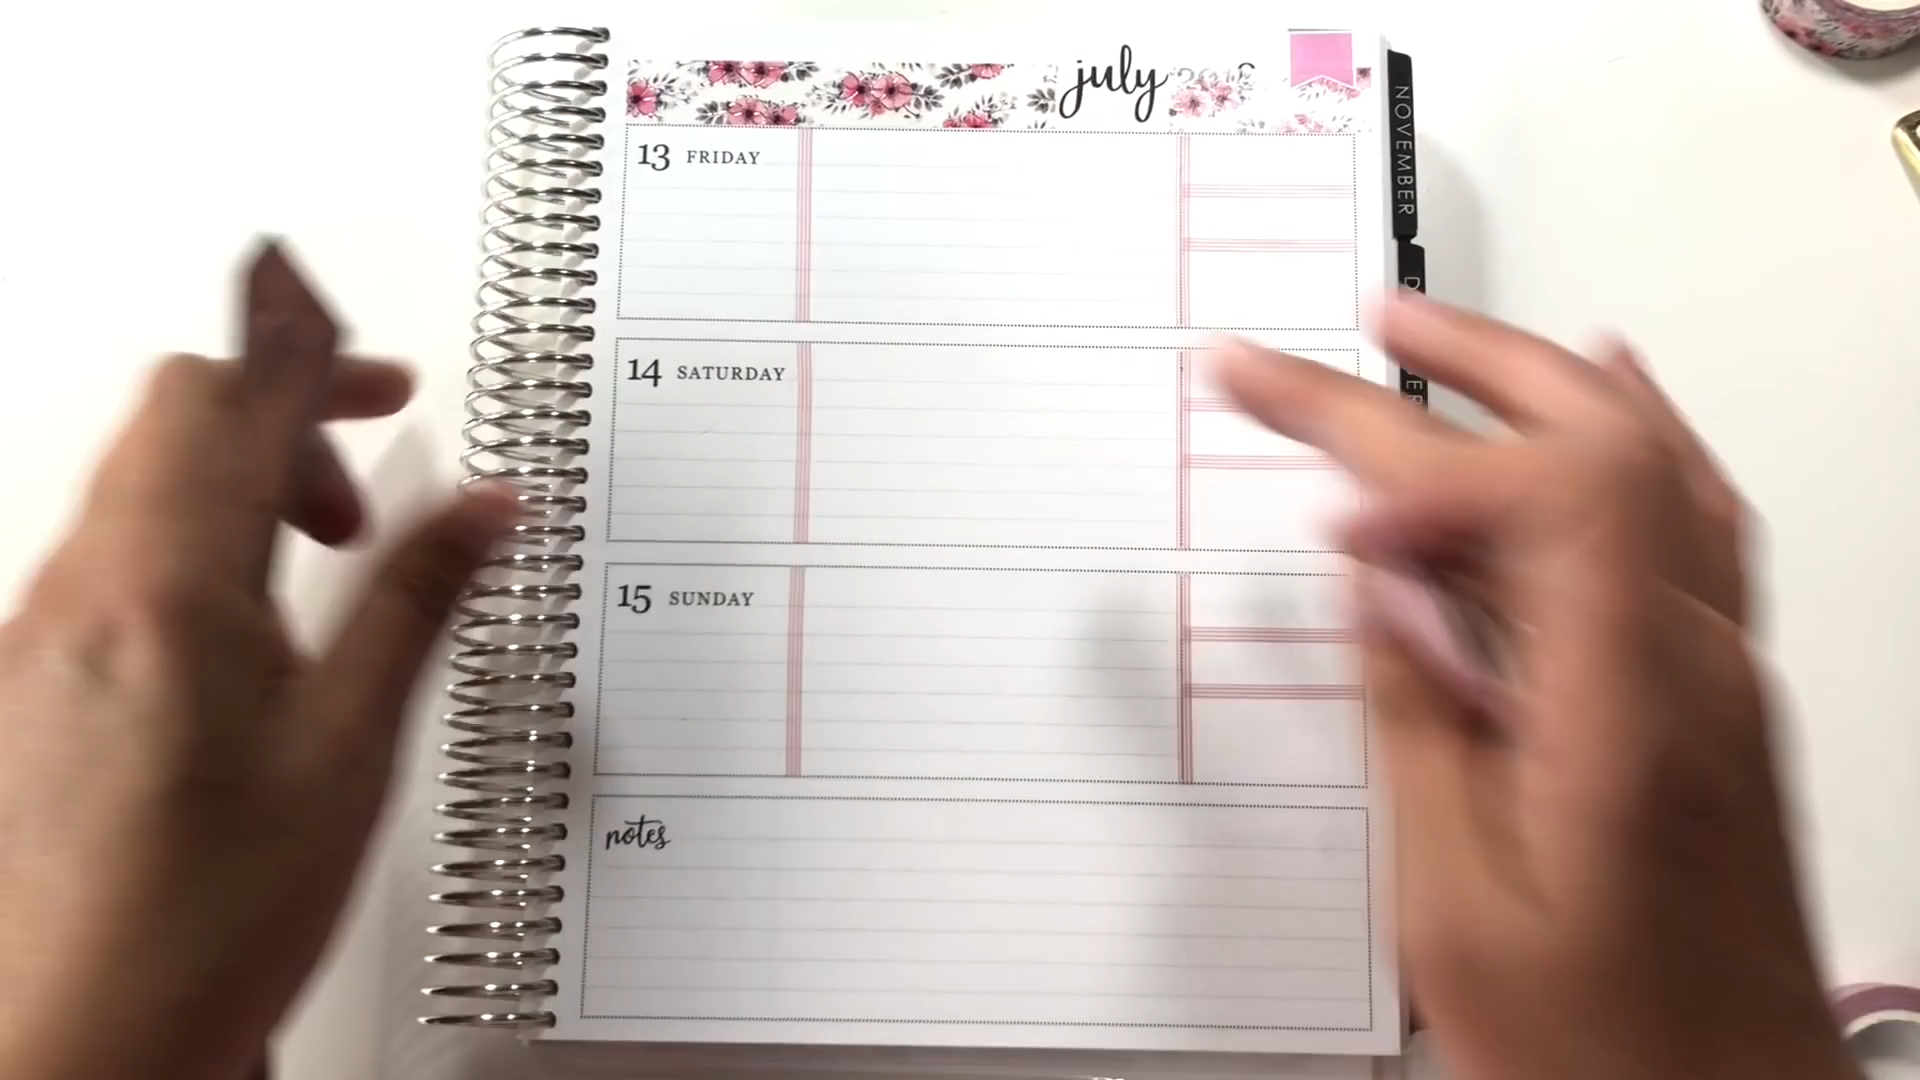 july
13 FRIDAY
14 SATURDAY
15 SUNDAY
notes
NOVEMBER